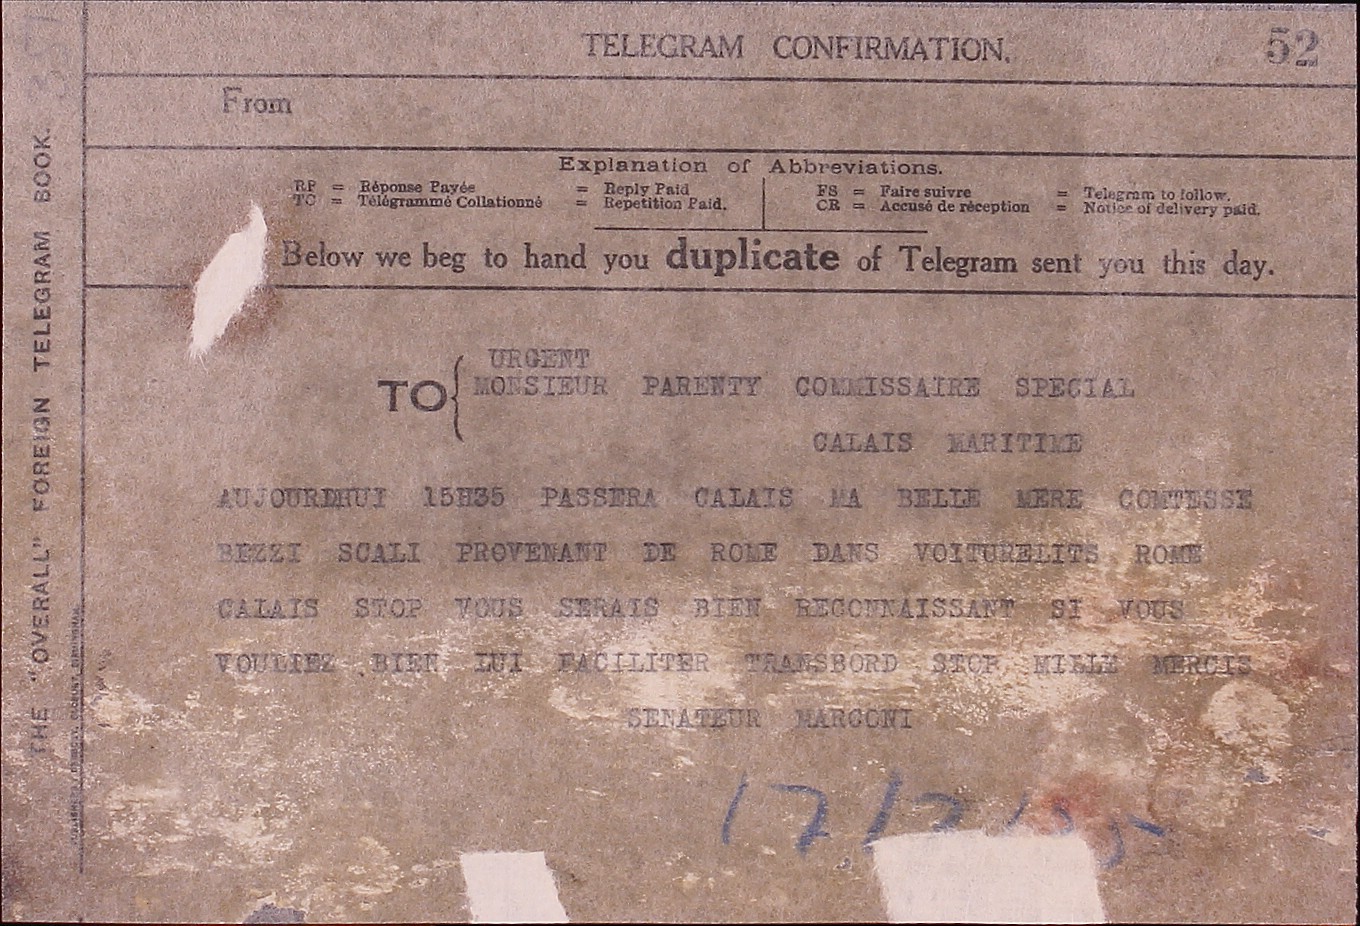 TELEGRAM CONFIRMATION.
52
From
Explanation of Abbreviations.
RP = Réponse Payée = Reply Paid
TC = Télégrammé Collationné = Repetition Paid.
FS = Faire suivre = Telegram to follow.
CR = Accusé de réception = Notice of delivery paid.
Below we beg to hand you duplicate of Telegram sent you this day.
URGENT
TO { MONSIEUR PARENTY COMMISSAIRE SPECIAL
CALAIS MARITIME
AUJOURDHUI 15H35 PASSERA CALAIS MA BELLE MERE COMTESSE
BEZZI SCALI PROVENANT DE ROME DANS VOITURELITS ROME
CALAIS STOP VOUS SERAIS BIEN RECONNAISSANT SI VOUS
VOULIEZ BIEN LUI FACILITER TRANSBORD STOP MILLE MERCIS
SENATEUR MARCONI
THE "OVERALL" FOREIGN TELEGRAM BOOK.